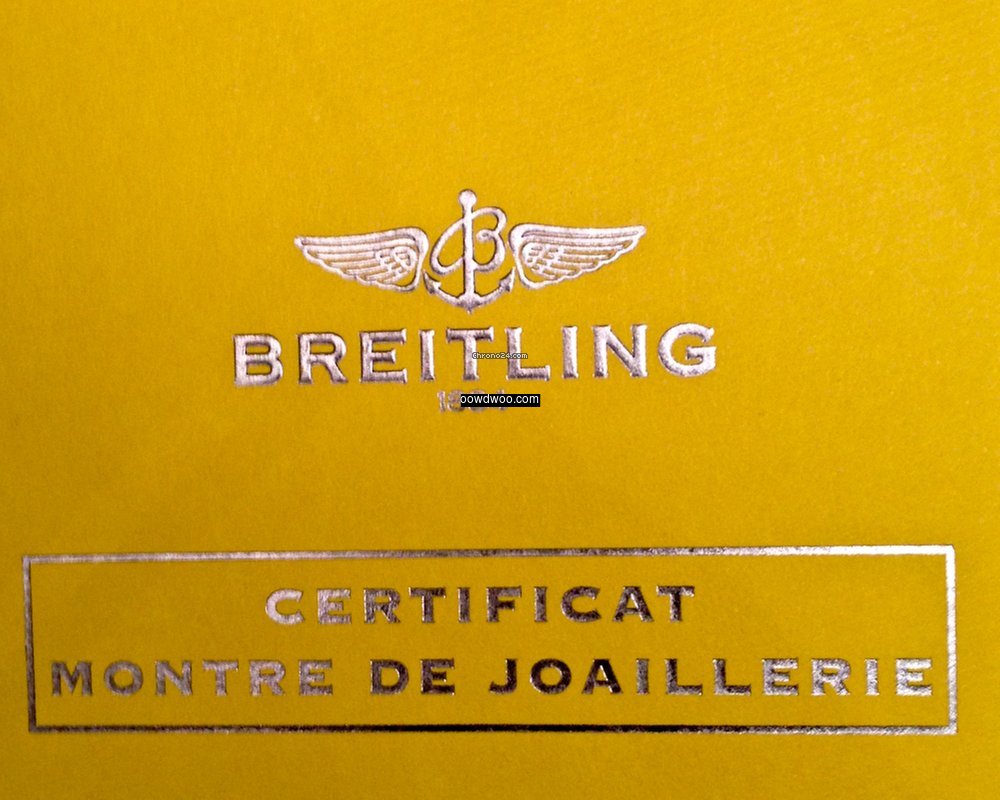 B
BREITLING
Chrono24.com
oowdwoo.com
CERTIFICAT
MONTRE DE JOAILLERIE